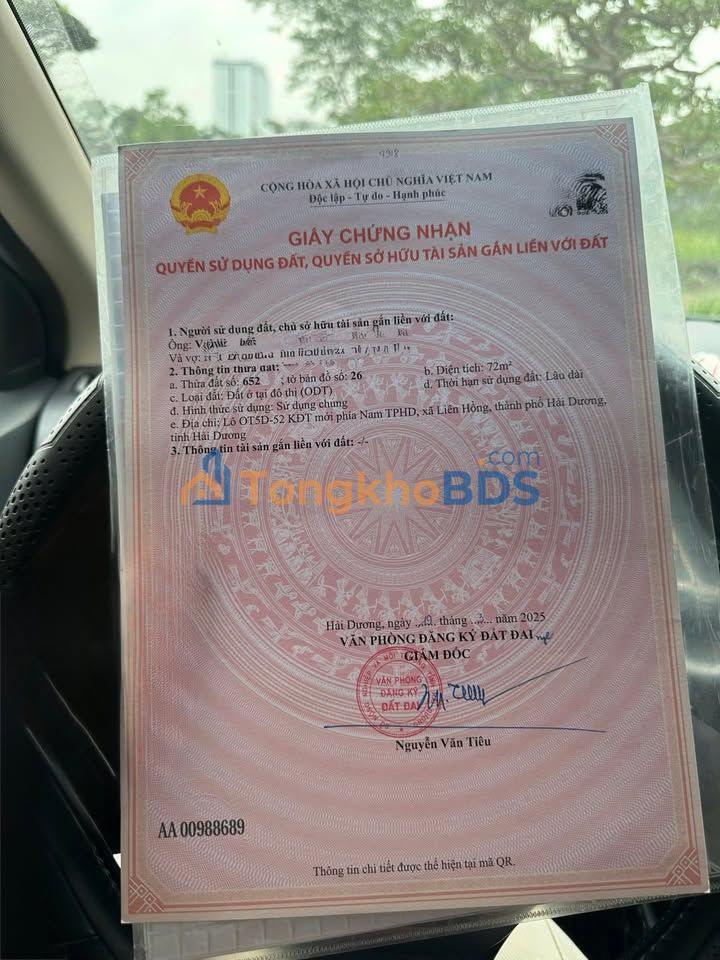 9918
CỘNG HÒA XÃ HỘI CHỦ NGHĨA VIỆT NAM
Độc lập - Tự do - Hạnh phúc
GIẤY CHỨNG NHẬN
QUYỀN SỬ DỤNG ĐẤT, QUYỀN SỞ HỮU TÀI SẢN GẮN LIỀN VỚI ĐẤT
1. Người sử dụng đất, chủ sở hữu tài sản gắn liền với đất:
Ông:
Và vợ:
2. Thông tin thửa đất:
a. Thửa đất số: 652 ; tờ bản đồ số: 26 b. Diện tích: 72m²
c. Loại đất: Đất ở tại đô thị (ODT) d. Thời hạn sử dụng đất: Lâu dài
đ. Hình thức sử dụng: Sử dụng chung
e. Địa chỉ: Lô OT5D-52 KĐT mới phía Nam TPHD, xã Liên Hồng, thành phố Hải Dương,
tỉnh Hải Dương
3. Thông tin tài sản gắn liền với đất: -/-
TongkhoBDS.com
Hải Dương, ngày tháng 3 năm 2025
VĂN PHÒNG ĐĂNG KÝ ĐẤT ĐAI
GIÁM ĐỐC
VĂN PHÒNG
ĐĂNG KÝ
ĐẤT ĐAI
Nguyễn Văn Tiêu
AA 00988689
Thông tin chi tiết được thể hiện tại mã QR.